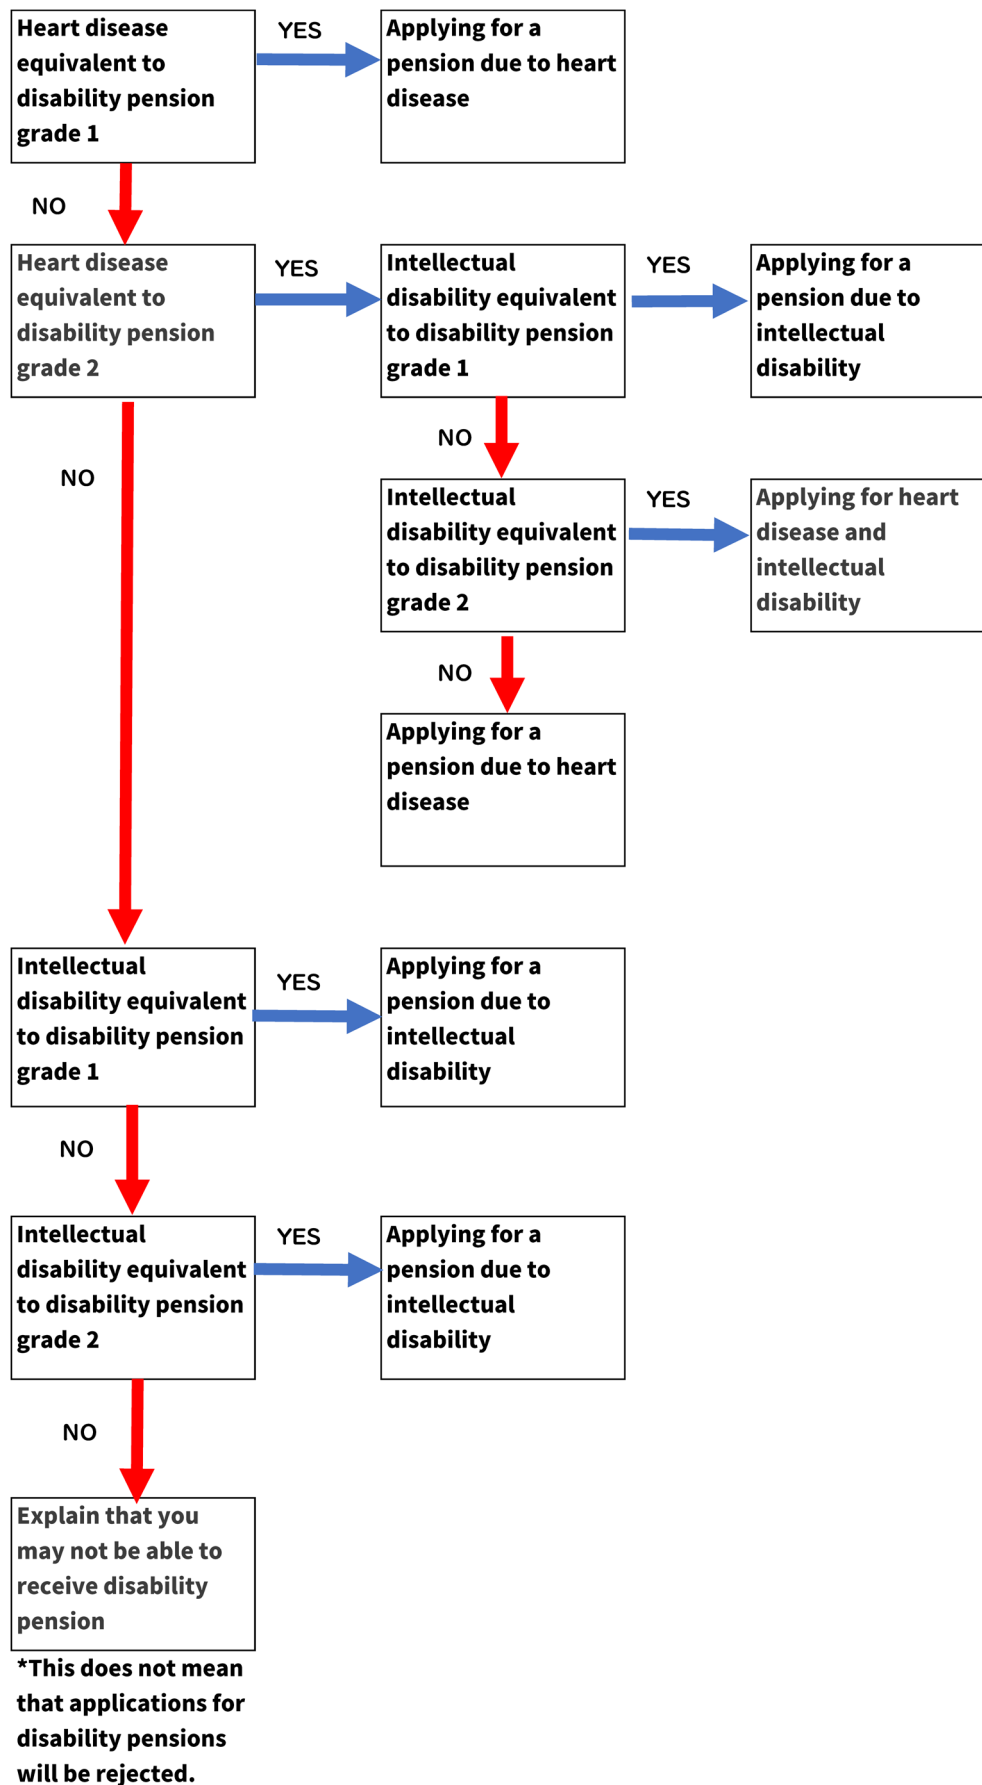 Heart disease
equivalent to
disability pension
grade 1
YES
Applying for a
pension due to heart
disease
NO
Heart disease
equivalent to
disability pension
grade 2
YES
Intellectual
disability equivalent
to disability pension
grade 1
YES
Applying for a
pension due to
intellectual
disability
NO
NO
Intellectual
disability equivalent
to disability pension
grade 2
YES
Applying for heart
disease and
intellectual
disability
NO
Applying for a
pension due to heart
disease
Intellectual
disability equivalent
to disability pension
grade 1
YES
Applying for a
pension due to
intellectual
disability
NO
Intellectual
disability equivalent
to disability pension
grade 2
YES
Applying for a
pension due to
intellectual
disability
NO
Explain that you
may not be able to
receive disability
pension
*This does not mean
that applications for
disability pensions
will be rejected.